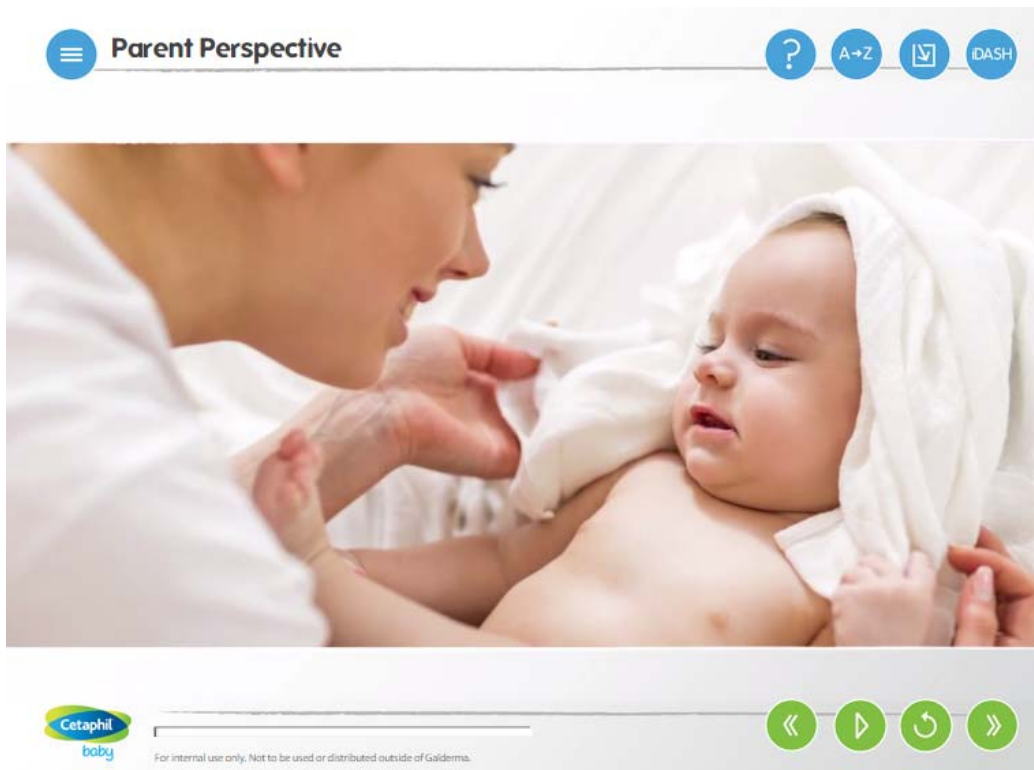 Parent Perspective
?
A→Z
iDASH
Cetaphil
baby
For internal use only. Not to be used or distributed outside of Galderma.